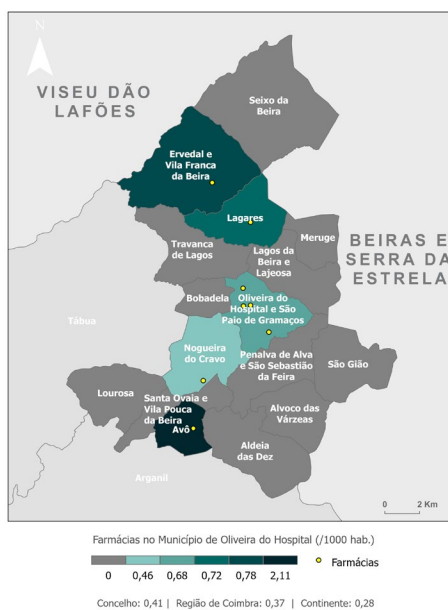 N
VISEU DÃO
LAFÕES
Seixo da
Beira
Ervedal e
Vila Franca
da Beira
Lagares
Meruge
Travanca
de Lagos
Lagos da
Beira e
Lajeosa
BEIRAS E
SERRA DA
ESTRELA
Bobadela
Oliveira do
Hospital e São
Paio de Gramaços
Tábua
Nogueira
do Cravo
Penalva de Alva
e São Sebastião
da Feira
São Gião
Lourosa
Santa Ovaia e
Vila Pouca
da Beira
Avô
Alvoco das
Várzeas
Aldeia
das Dez
Arganil
0 2 Km
Farmácias no Município de Oliveira do Hospital (/1000 hab.)
Farmácias
0 0,46 0,68 0,72 0,78 2,11
Concelho: 0,41 | Região de Coimbra: 0,37 | Continente: 0,28